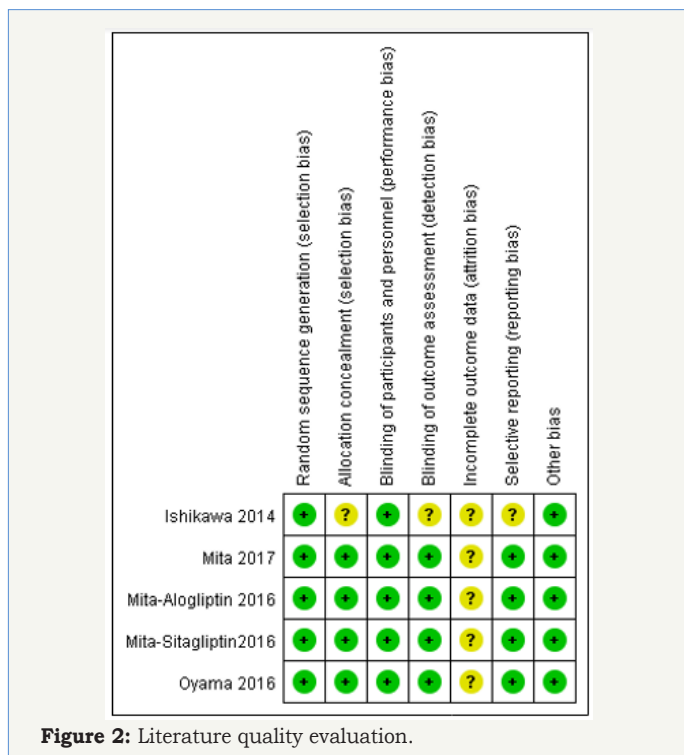 Random sequence generation (selection bias)
Allocation concealment (selection bias)
Blinding of participants and personnel (performance bias)
Blinding of outcome assessment (detection bias)
Incomplete outcome data (attrition bias)
Selective reporting (reporting bias)
Other bias
Ishikawa 2014 + ? + ? ? ? +
Mita 2017 + + + + ? + +
Mita-Alogliptin 2016 + + + + ? + +
Mita-Sitagliptin2016 + + + + ? + +
Oyama 2016 + + + + ? + +
Figure 2: Literature quality evaluation.